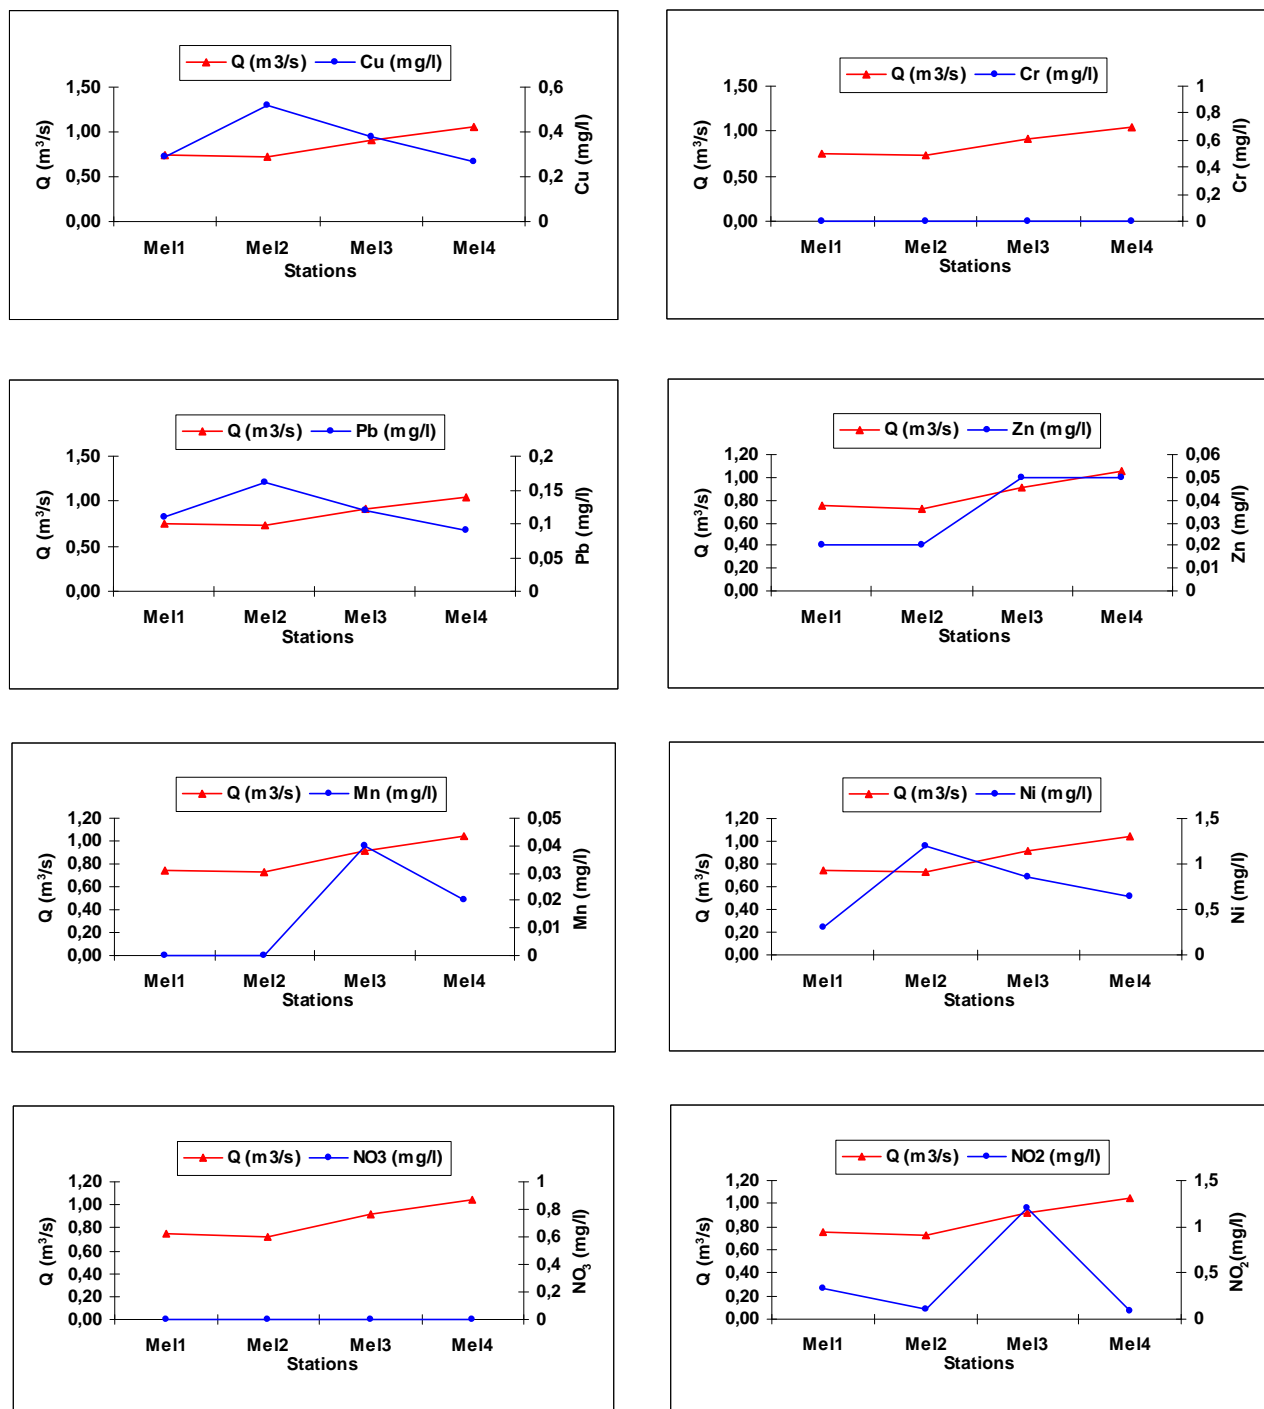 Q (m3/s) Cu (mg/l)
1,50
1,00
0,50
0,00
Q (m³/s)
0,6
0,4
0,2
0
Cu (mg/l)
Mel1 Mel2 Mel3 Mel4
Stations
Q (m3/s) Cr (mg/l)
1,50
1,00
0,50
0,00
Q (m³/s)
1
0,8
0,6
0,4
0,2
0
Cr (mg/l)
Mel1 Mel2 Mel3 Mel4
Stations
Q (m3/s) Pb (mg/l)
1,50
1,00
0,50
0,00
Q (m³/s)
0,2
0,15
0,1
0,05
0
Pb (mg/l)
Mel1 Mel2 Mel3 Mel4
Stations
Q (m3/s) Zn (mg/l)
1,20
1,00
0,80
0,60
0,40
0,20
0,00
Q (m³/s)
0,06
0,05
0,04
0,03
0,02
0,01
0
Zn (mg/l)
Mel1 Mel2 Mel3 Mel4
Stations
Q (m3/s) Mn (mg/l)
1,20
1,00
0,80
0,60
0,40
0,20
0,00
Q (m³/s)
0,05
0,04
0,03
0,02
0,01
0
Mn (mg/l)
Mel1 Mel2 Mel3 Mel4
Stations
Q (m3/s) Ni (mg/l)
1,20
1,00
0,80
0,60
0,40
0,20
0,00
Q (m³/s)
1,5
1
0,5
0
Ni (mg/l)
Mel1 Mel2 Mel3 Mel4
Stations
Q (m3/s) NO3 (mg/l)
1,20
1,00
0,80
0,60
0,40
0,20
0,00
Q (m³/s)
1
0,8
0,6
0,4
0,2
0
NO₃ (mg/l)
Mel1 Mel2 Mel3 Mel4
Stations
Q (m3/s) NO2 (mg/l)
1,20
1,00
0,80
0,60
0,40
0,20
0,00
Q (m³/s)
1,5
1
0,5
0
NO₂(mg/l)
Mel1 Mel2 Mel3 Mel4
Stations